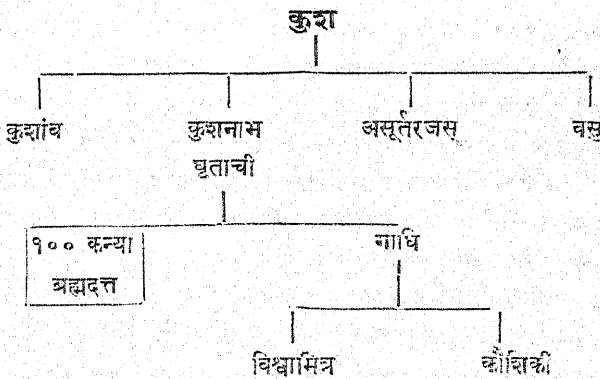 कुश
कुशांब कुशनाभ असूर्तरजस् वसु
घृताची
१०० कन्या गाधि
ब्रह्मदत्त
विश्वामित्र कौशिकी